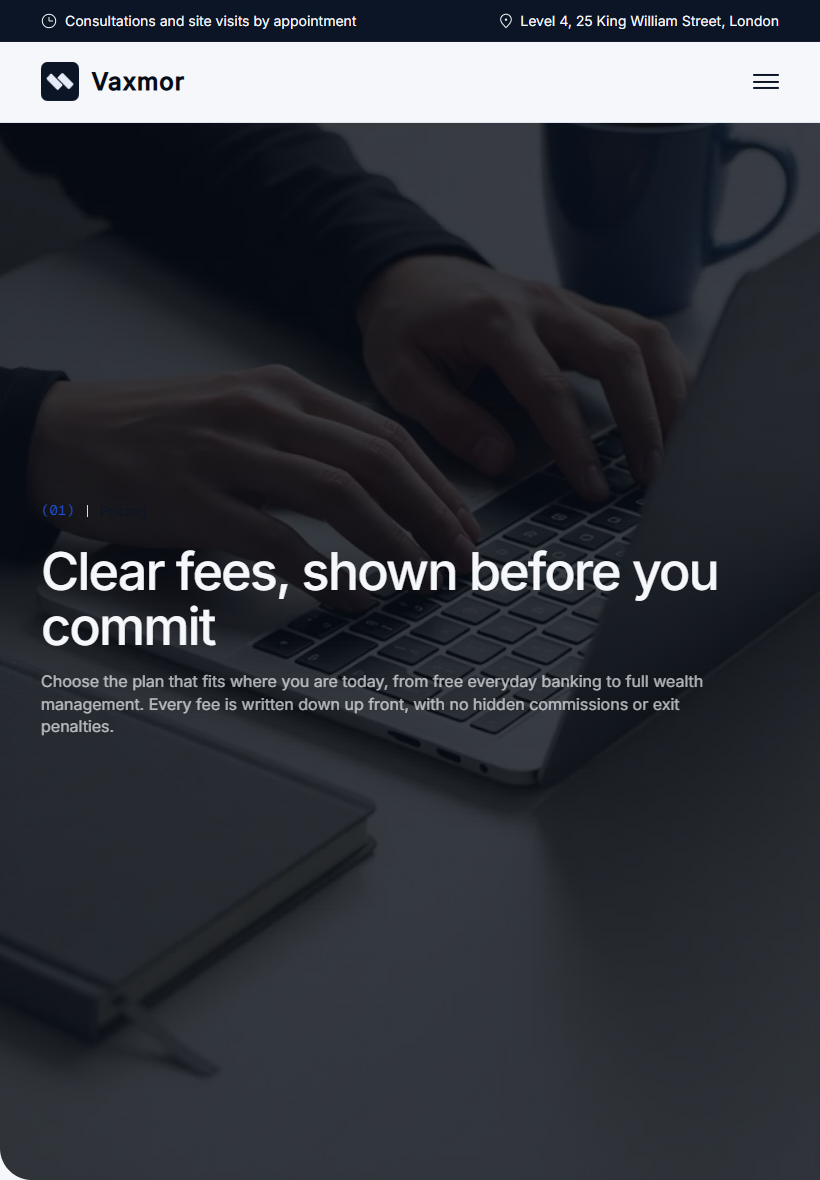 Consultations and site visits by appointment
Level 4, 25 King William Street, London
Vaxmor
(01) | Pricing
Clear fees, shown before you
commit
Choose the plan that fits where you are today, from free everyday banking to full wealth
management. Every fee is written down up front, with no hidden commissions or exit
penalties.